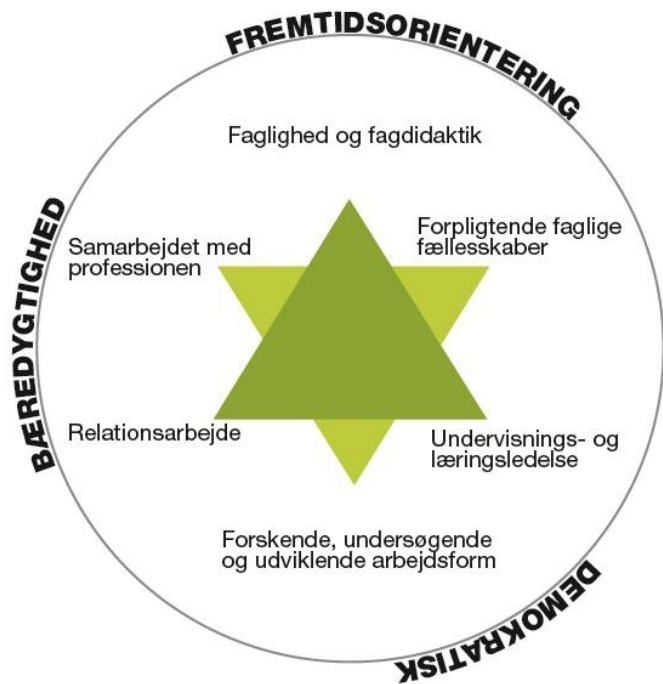 FREMTIDSORIENTERING
Faglighed og fagdidaktik
Forpligtende faglige
fællesskaber
Samarbejdet med
professionen
BÆREDYGTIGHED
Relationsarbejde
Undervisnings- og
læringsledelse
Forskende, undersøgende
og udviklende arbejdsform
DEMOKRATISK